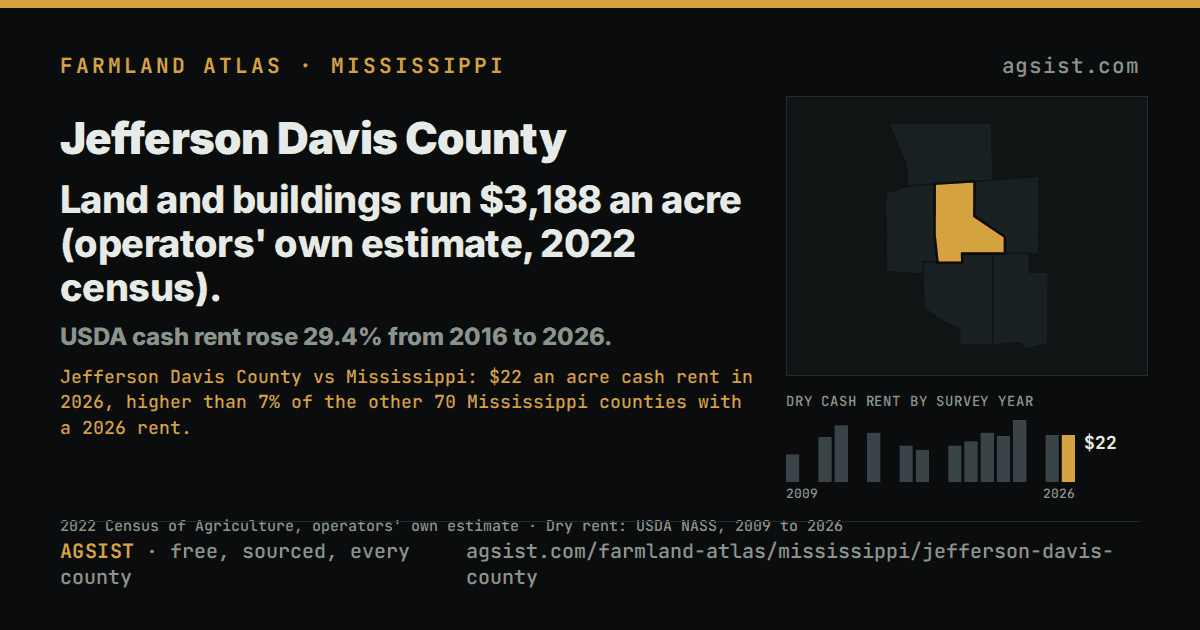 FARMLAND ATLAS · MISSISSIPPI
agsist.com
Jefferson Davis County
Land and buildings run $3,188 an acre
(operators' own estimate, 2022
census).
USDA cash rent rose 29.4% from 2016 to 2026.
Jefferson Davis County vs Mississippi: $22 an acre cash rent in
2026, higher than 7% of the other 70 Mississippi counties with
a 2026 rent.
DRY CASH RENT BY SURVEY YEAR
$22
2009
2026
2022 Census of Agriculture, operators' own estimate · Dry rent: USDA NASS, 2009 to 2026
AGSIST · free, sourced, every
county
agsist.com/farmland-atlas/mississippi/jefferson-davis-
county